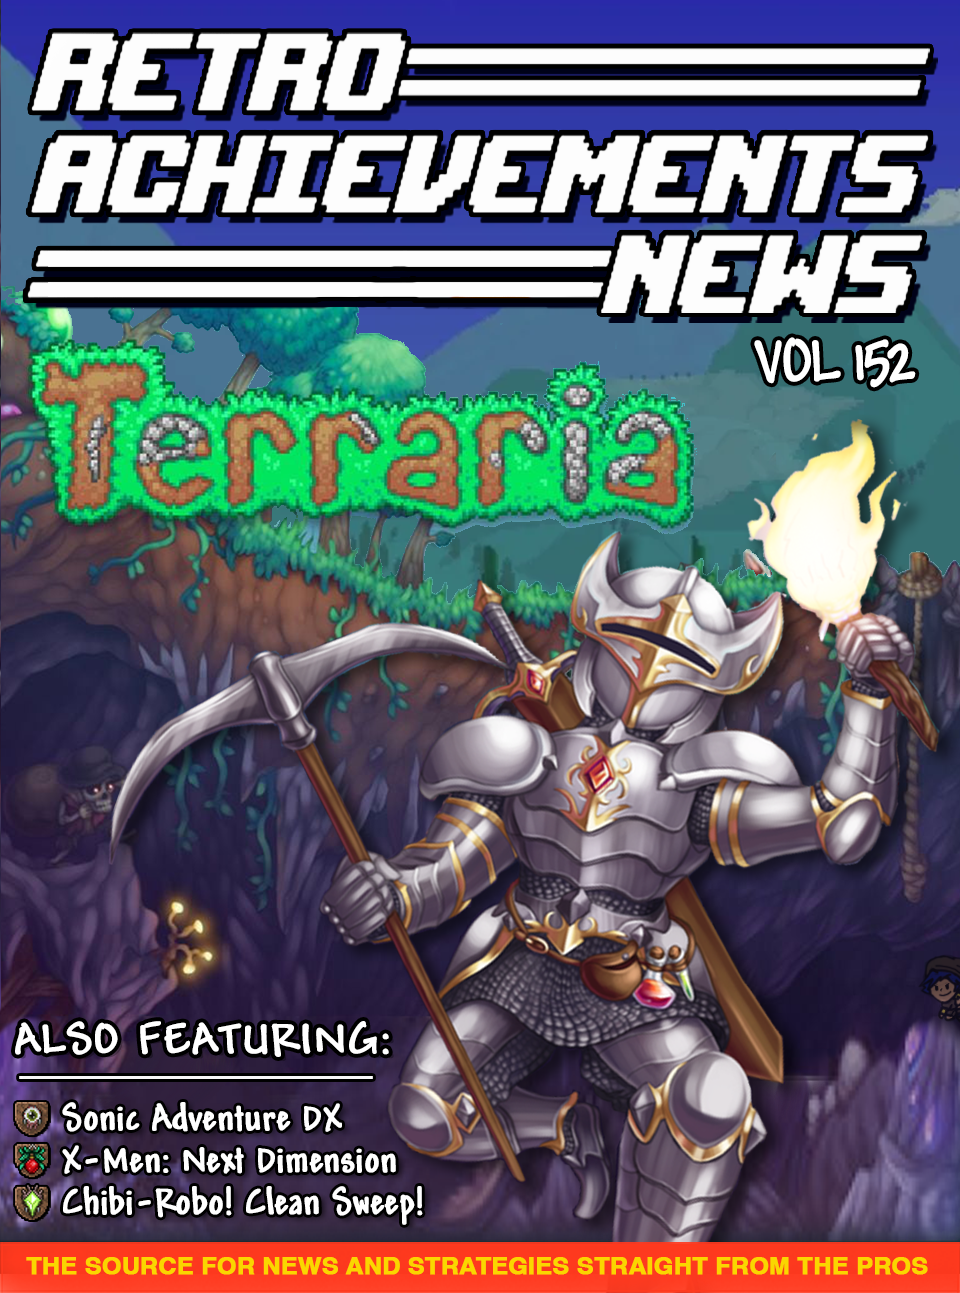 RETRO
ACHIEVEMENTS
NEWS
VOL 152
Terraria
ALSO FEATURING:
Sonic Adventure DX
X-Men: Next Dimension
Chibi-Robo! Clean Sweep!
THE SOURCE FOR NEWS AND STRATEGIES STRAIGHT FROM THE PROS